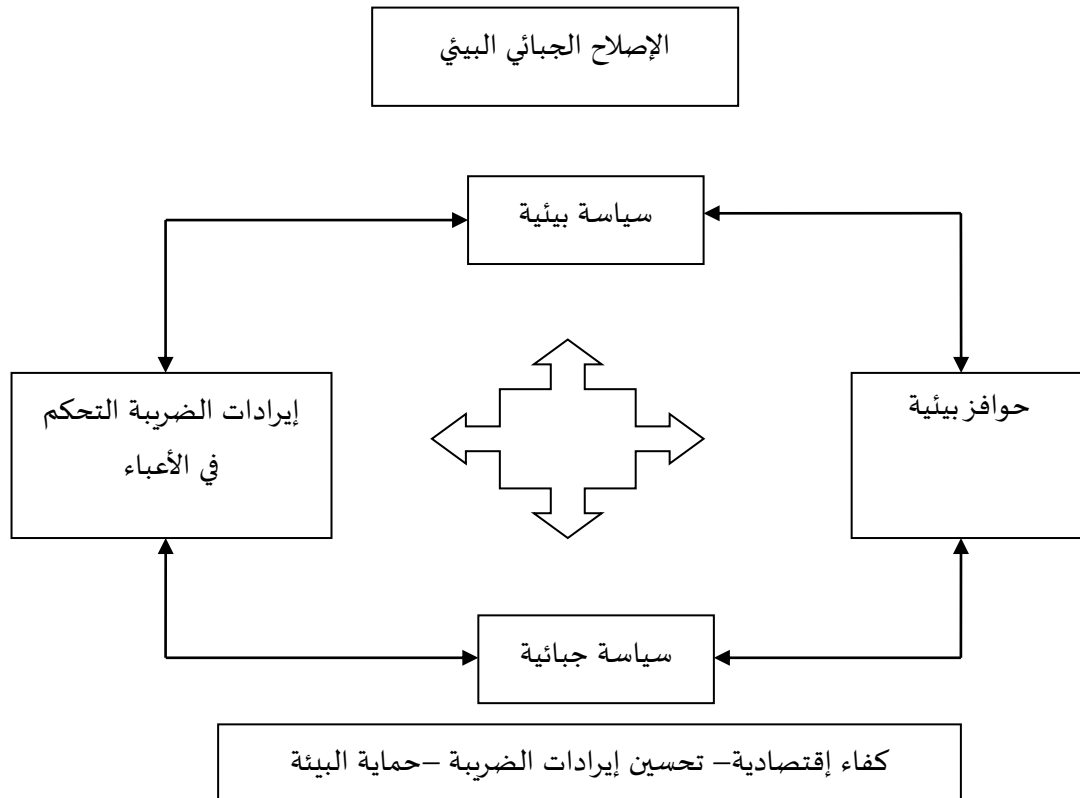 الإصلاح الجبائي البيئي
سياسة بيئية
حوافز بيئية
إيرادات الضريبة التحكم
في الأعباء
سياسة جبائية
كفاء إقتصادية– تحسين إيرادات الضريبة –حماية البيئة